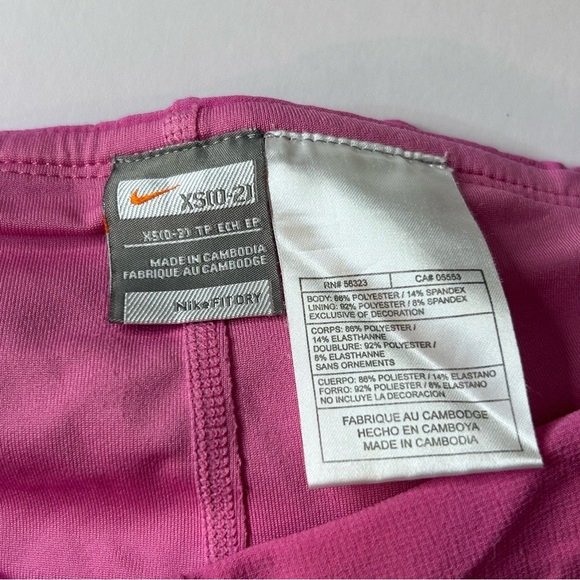 XS(0-2)
XS(0-2) TP ECH EP
MADE IN CAMBODIA
FABRIQUE AU CAMBODGE
Nike FIT DRY
RN# 56323 CA# 05553
BODY: 86% POLYESTER / 14% SPANDEX
LINING: 92% POLYESTER / 8% SPANDEX
EXCLUSIVE OF DECORATION
CORPS: 86% POLYESTER /
14% ELASTHANNE
DOUBLURE: 92% POLYESTER /
8% ELASTHANNE
SANS ORNEMENTS
CUERPO: 86% POLIESTER / 14% ELASTANO
FORRO: 92% POLIESTER / 8% ELASTANO
NO INCLUYE LA DECORACION
FABRIQUE AU CAMBODGE
HECHO EN CAMBOYA
MADE IN CAMBODIA